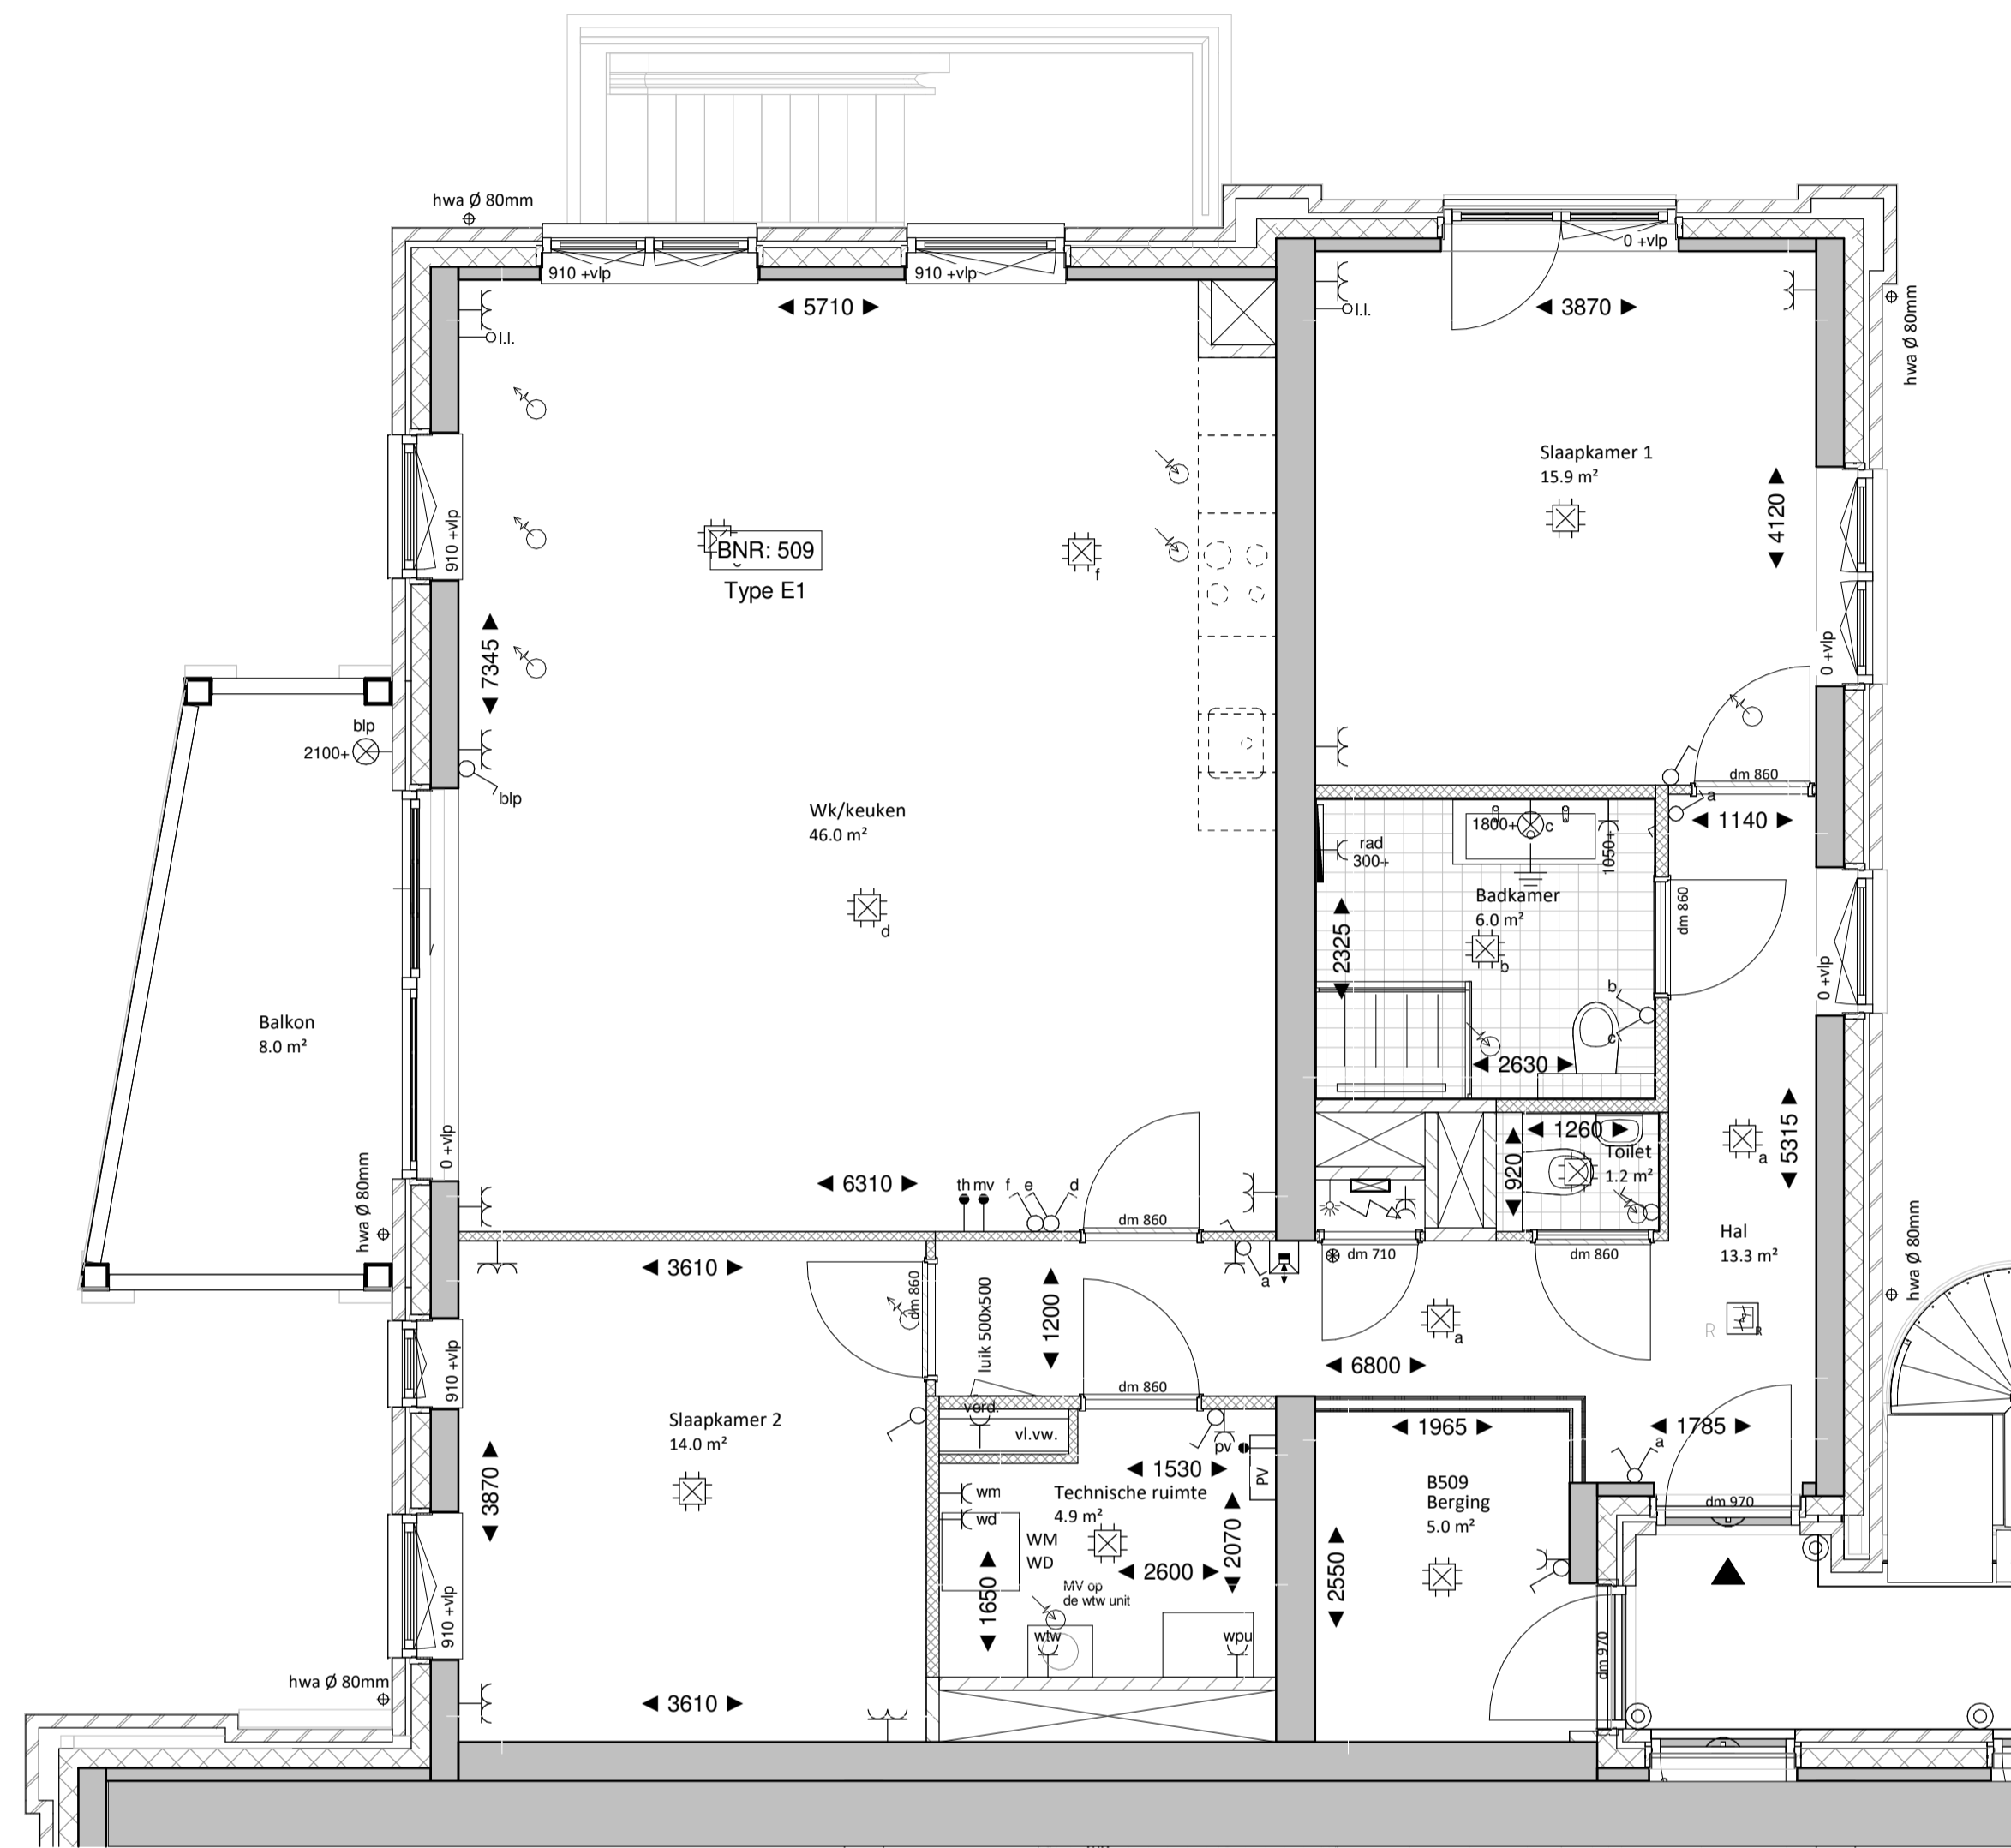 hwa Ø 80mm
910 +vlp
910 +vlp
0 +vlp
◄ 5710 ►
◄ 3870 ►
l.l.
l.l.
hwa Ø 80mm
Slaapkamer 1
15.9 m²
◄ 4120 ►
910 +vlp
BNR: 509
f
Type E1
◄ 7345 ►
0 +vlp
blp
2100+
blp
dm 860
a
◄ 1140 ►
Wk/keuken
46.0 m²
1800+
c
1050+
rad
300+
Badkamer
6.0 m²
dm 860
d
◄ 2325 ►
b
0 +vlp
b
c
Balkon
8.0 m²
◄ 2630 ►
◄ 5315 ►
a
0 +vlp
◄ 1260 ►
Toilet
1.2 m²
◄ 920 ►
hwa Ø 80mm
◄ 6310 ►
th mv
f e d
dm 860
dm 710
dm 860
Hal
13.3 m²
hwa Ø 80mm
◄ 3610 ►
dm 860
luik 500x500
◄ 1200 ►
a
a
R
R
◄ 6800 ►
910 +vlp
dm 860
verd.
vl.vw.
Slaapkamer 2
14.0 m²
◄ 1965 ►
◄ 1785 ►
a
pv
PV
◄ 1530 ►
◄ 3870 ►
wm
wd
Technische ruimte
4.9 m²
B509
Berging
5.0 m²
dm 970
WM
WD
◄ 2070 ►
◄ 2600 ►
◄ 2550 ►
◄ 1650 ►
MV op
de wtw unit
910 +vlp
wtw
wpu
dm 970
hwa Ø 80mm
◄ 3610 ►